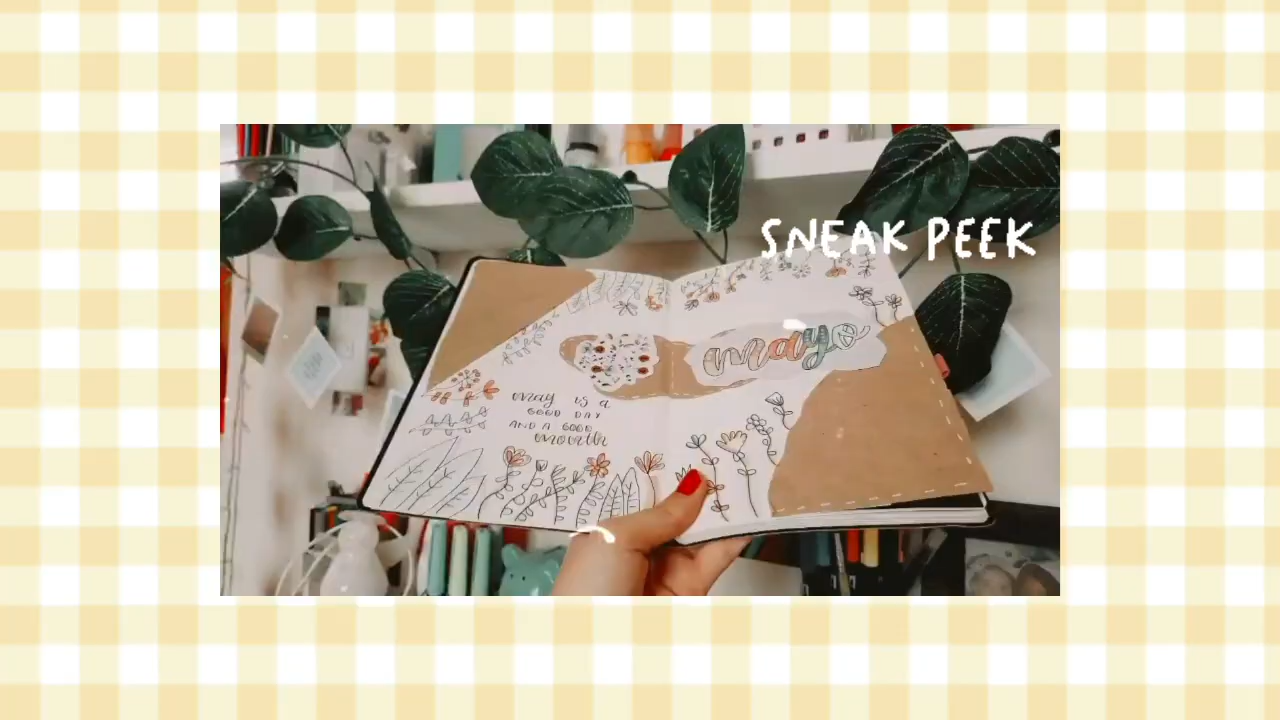 SNEAK PEEK
mayo
may is a
GOOD DAY
AND A GOOD
month